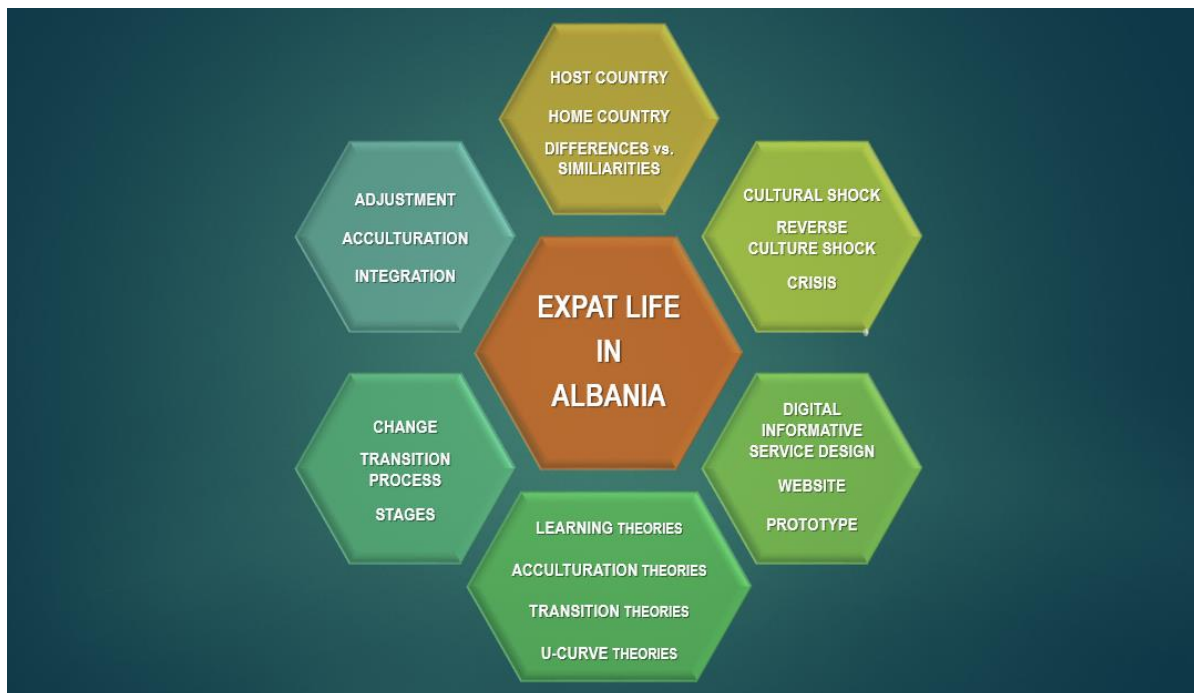 HOST COUNTRY
HOME COUNTRY
DIFFERENCES vs.
SIMILIARITIES
CULTURAL SHOCK
REVERSE
CULTURE SHOCK
CRISIS
DIGITAL
INFORMATIVE
SERVICE DESIGN
WEBSITE
PROTOTYPE
LEARNING THEORIES
ACCULTURATION THEORIES
TRANSITION THEORIES
U-CURVE THEORIES
CHANGE
TRANSITION
PROCESS
STAGES
ADJUSTMENT
ACCULTURATION
INTEGRATION
EXPAT LIFE
IN
ALBANIA